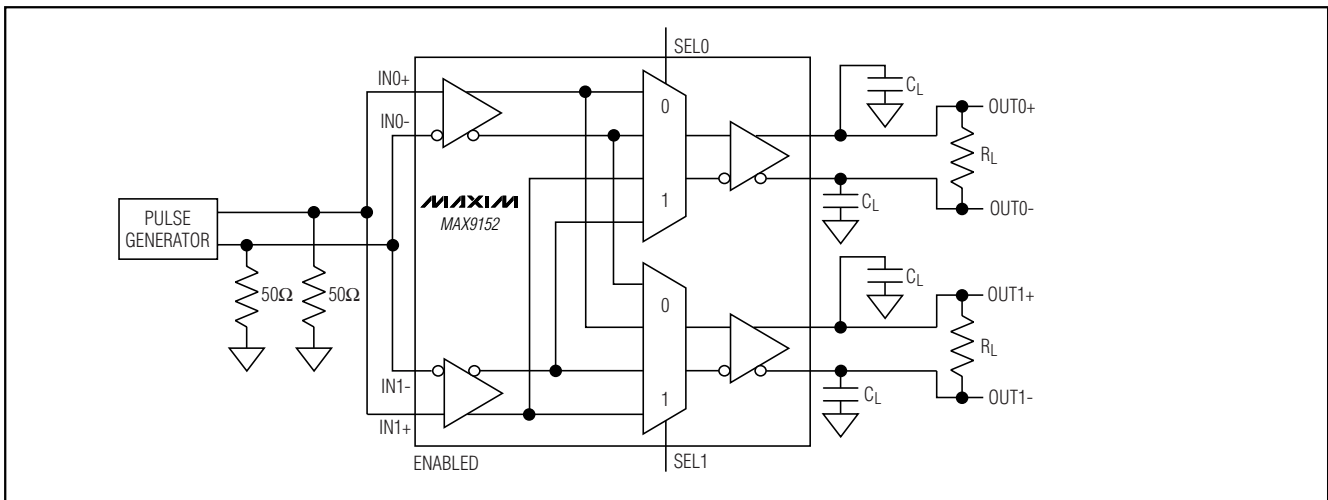 SEL0
IN0+
C_L
0
OUT0+
IN0-
R_L
MAXIM
MAX9152
1
C_L
OUT0-
PULSE
GENERATOR
50Ω
50Ω
C_L
0
OUT1+
R_L
IN1-
1
C_L
OUT1-
IN1+
ENABLED
SEL1